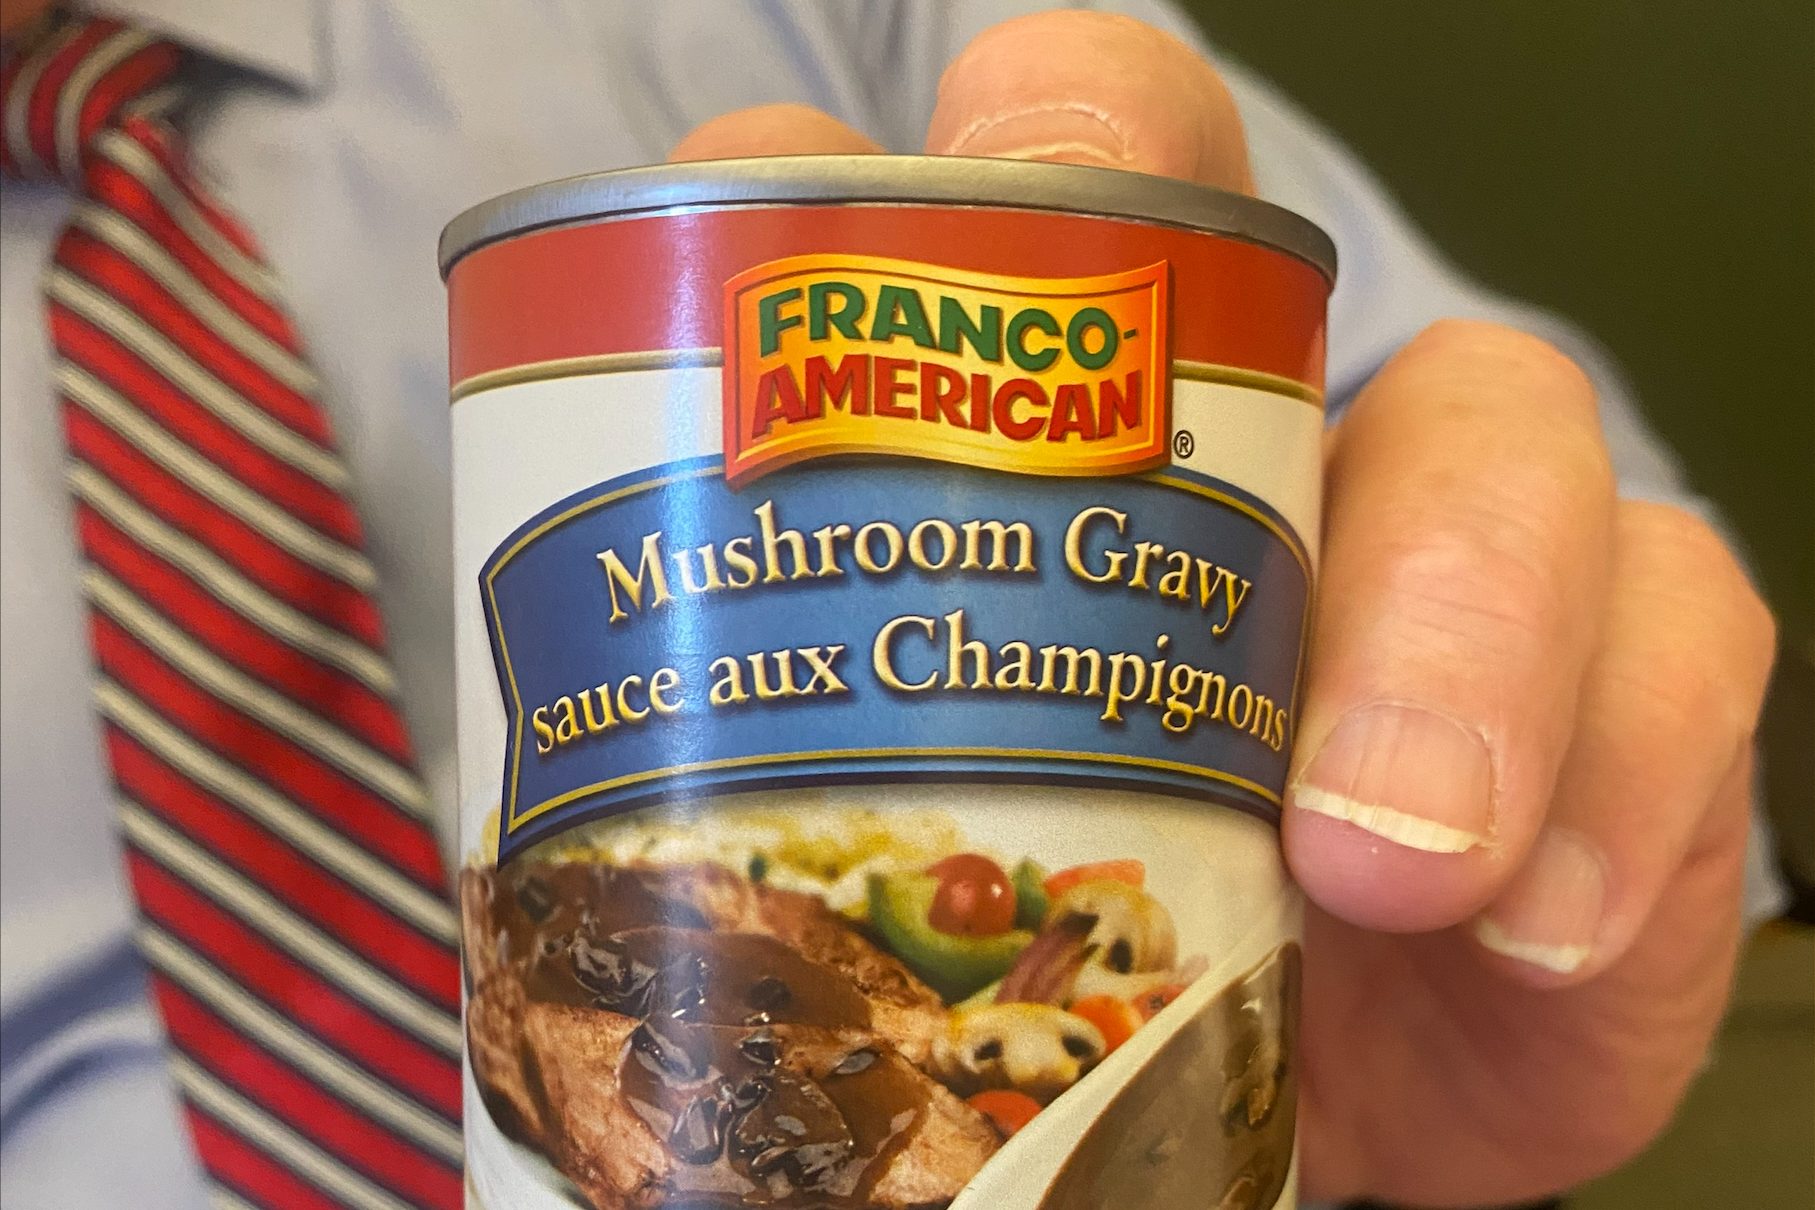 FRANCO-
AMERICAN
®
Mushroom Gravy
sauce aux Champignons